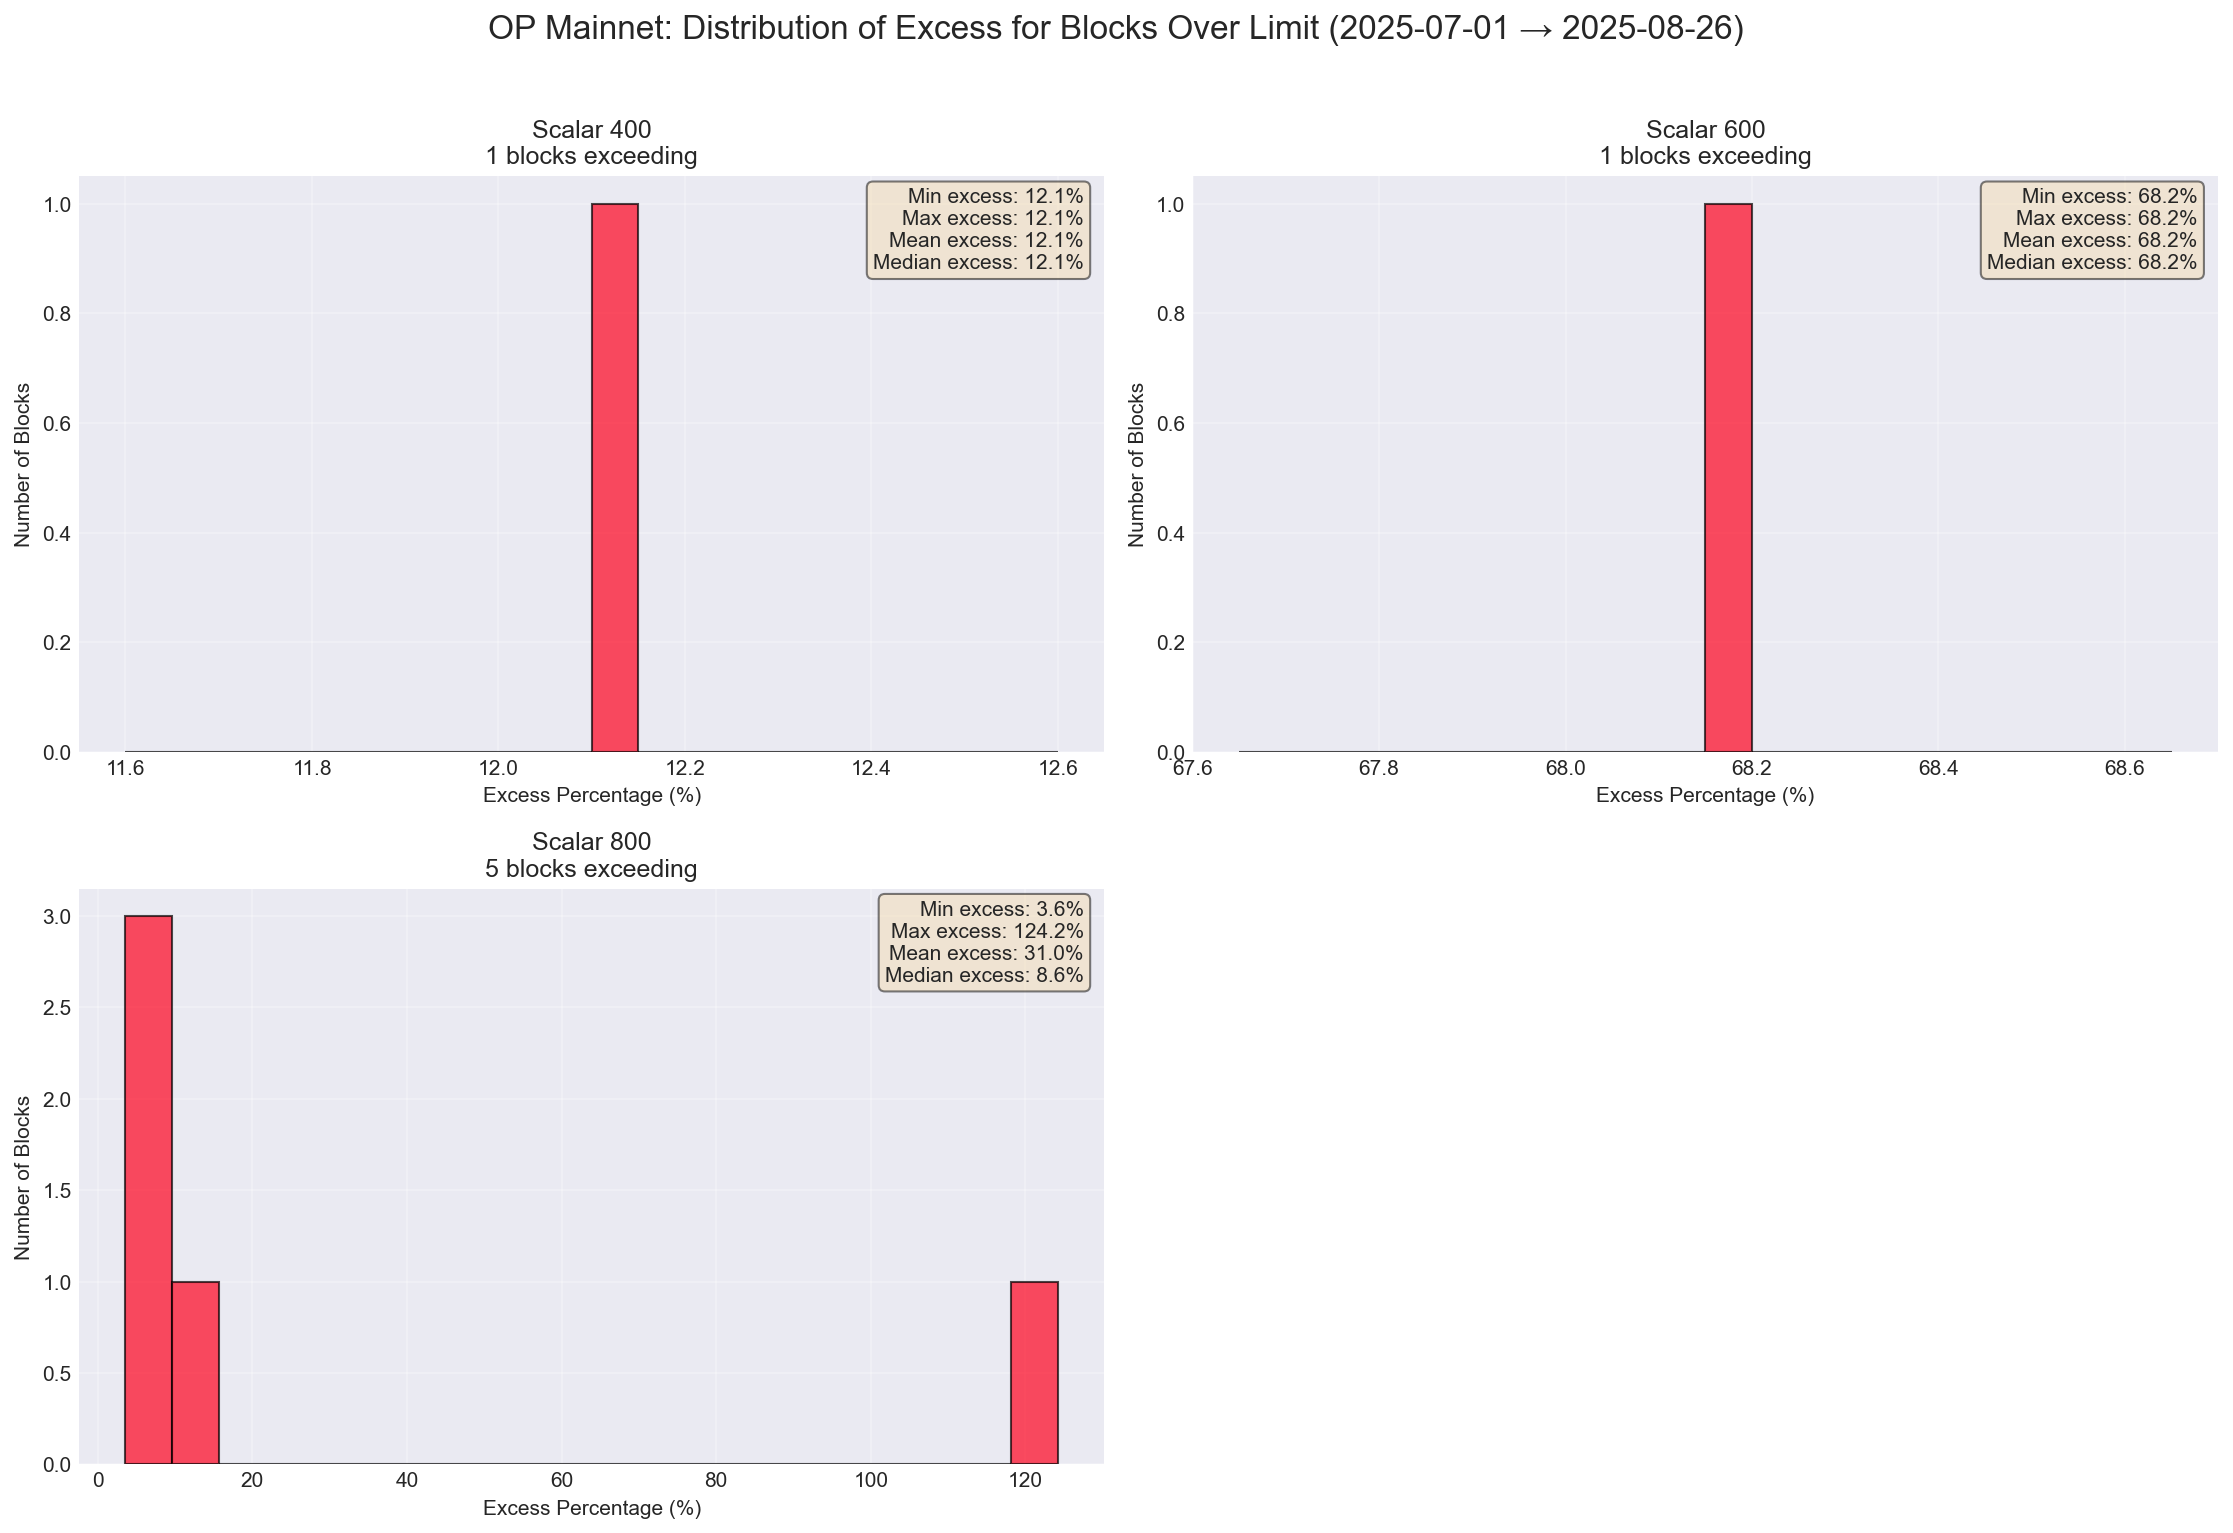 OP Mainnet: Distribution of Excess for Blocks Over Limit (2025-07-01 → 2025-08-26)
Scalar 400
1 blocks exceeding
Min excess: 12.1%
Max excess: 12.1%
Mean excess: 12.1%
Median excess: 12.1%
Number of Blocks
1.0
0.8
0.6
0.4
0.2
0.0
11.6 11.8 12.0 12.2 12.4 12.6
Excess Percentage (%)
Scalar 600
1 blocks exceeding
Min excess: 68.2%
Max excess: 68.2%
Mean excess: 68.2%
Median excess: 68.2%
Number of Blocks
1.0
0.8
0.6
0.4
0.2
0.0
67.6 67.8 68.0 68.2 68.4 68.6
Excess Percentage (%)
Scalar 800
5 blocks exceeding
Min excess: 3.6%
Max excess: 124.2%
Mean excess: 31.0%
Median excess: 8.6%
Number of Blocks
3.0
2.5
2.0
1.5
1.0
0.5
0.0
0 20 40 60 80 100 120
Excess Percentage (%)